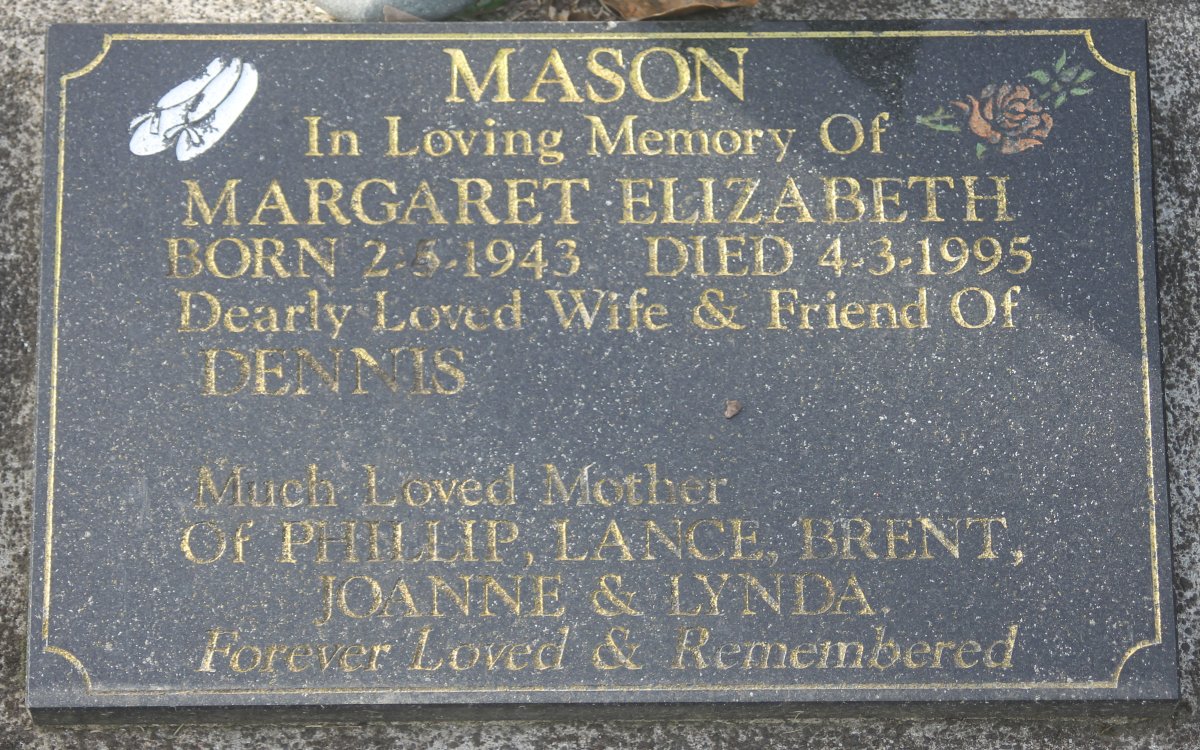 MASON
In Loving Memory Of
MARGARET ELIZABETH
BORN 2-5-1943 DIED 4-3-1995
Dearly Loved Wife & Friend Of
DENNIS
Much Loved Mother
Of PHILLIP, LANCE, BRENT,
JOANNE & LYNDA.
Forever Loved & Remembered